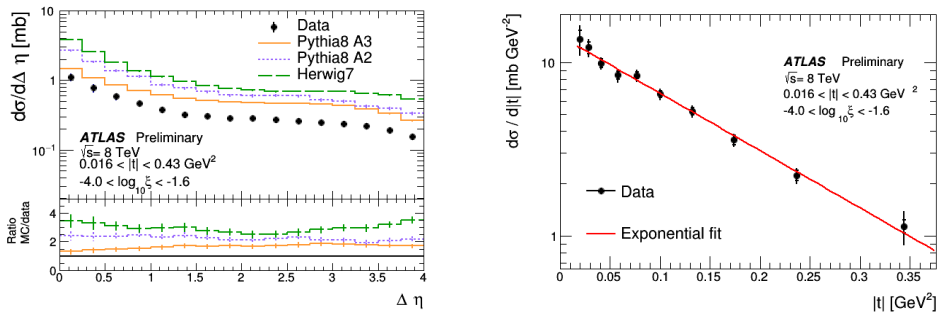 dσ/dΔ η [mb]
10
1
10⁻¹
Data
Pythia8 A3
Pythia8 A2
Herwig7
ATLAS Preliminary
√s= 8 TeV
0.016 < |t| < 0.43 GeV²
-4.0 < log₁₀ξ < -1.6
Ratio
MC/data
4
2
0
0 0.5 1 1.5 2 2.5 3 3.5 4
Δ η
dσ / d|t| [mb GeV⁻²]
10
1
ATLAS Preliminary
√s= 8 TeV
0.016 < |t| < 0.43 GeV ²
-4.0 < log₁₀ξ < -1.6
Data
Exponential fit
0 0.05 0.1 0.15 0.2 0.25 0.3 0.35
|t| [GeV²]